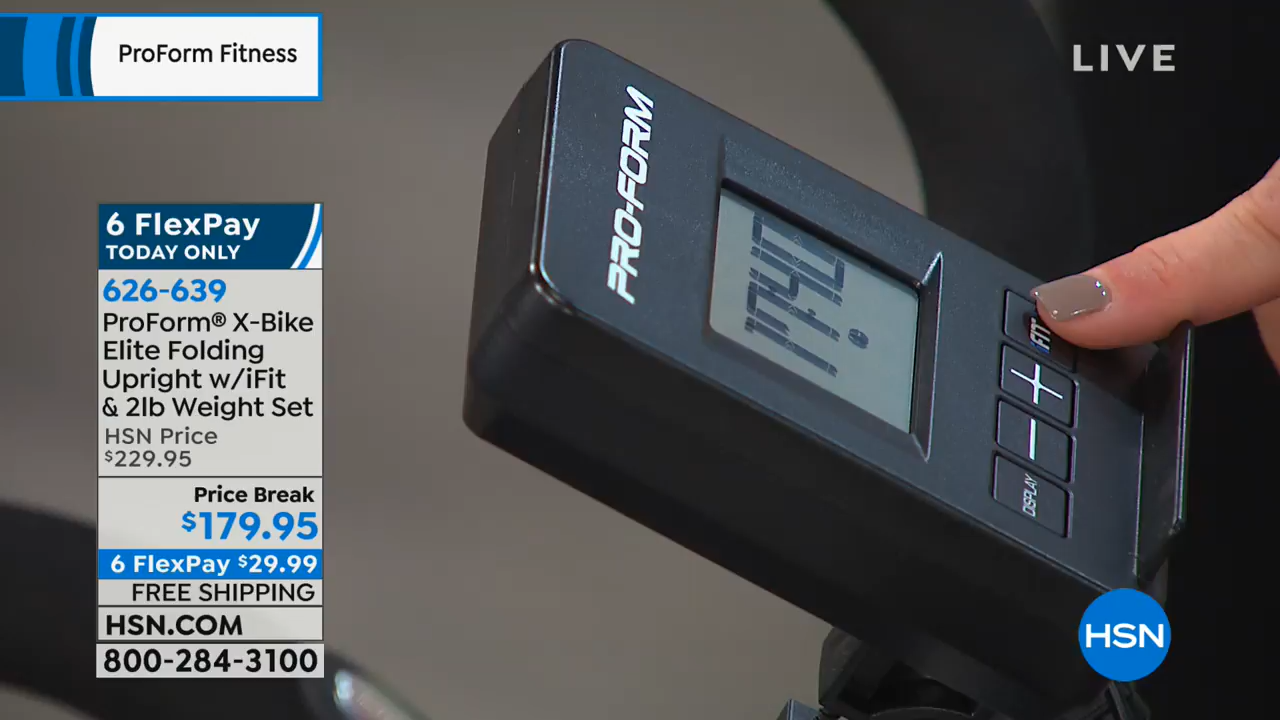 ProForm Fitness
LIVE
6 FlexPay
TODAY ONLY
626-639
ProForm® X-Bike
Elite Folding
Upright w/iFit
& 2lb Weight Set
HSN Price
$229.95
Price Break
$179.95
6 FlexPay $29.99
FREE SHIPPING
HSN.COM
800-284-3100
PRO-FORM
+
−
DISPLAY
HSN